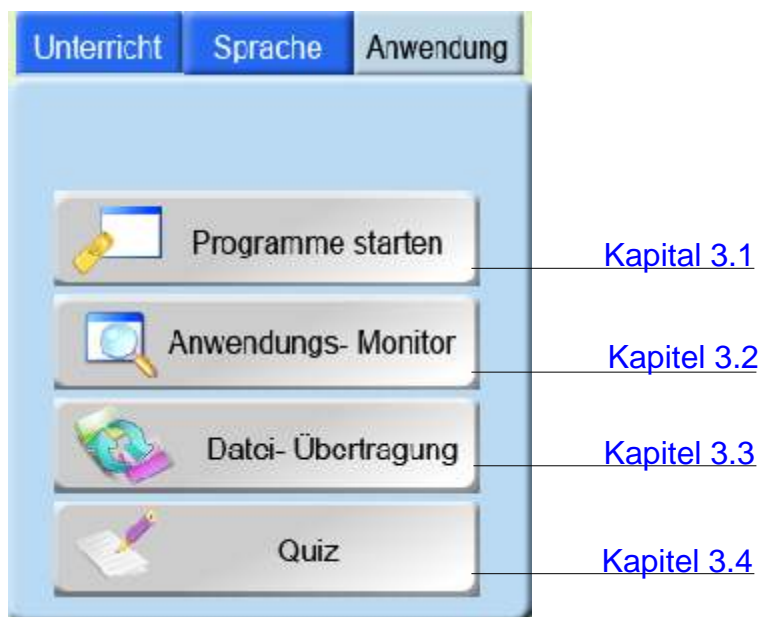 Unterricht Sprache Anwendung
Programme starten Kapital 3.1
Anwendungs- Monitor Kapitel 3.2
Datei- Übertragung Kapitel 3.3
Quiz Kapitel 3.4